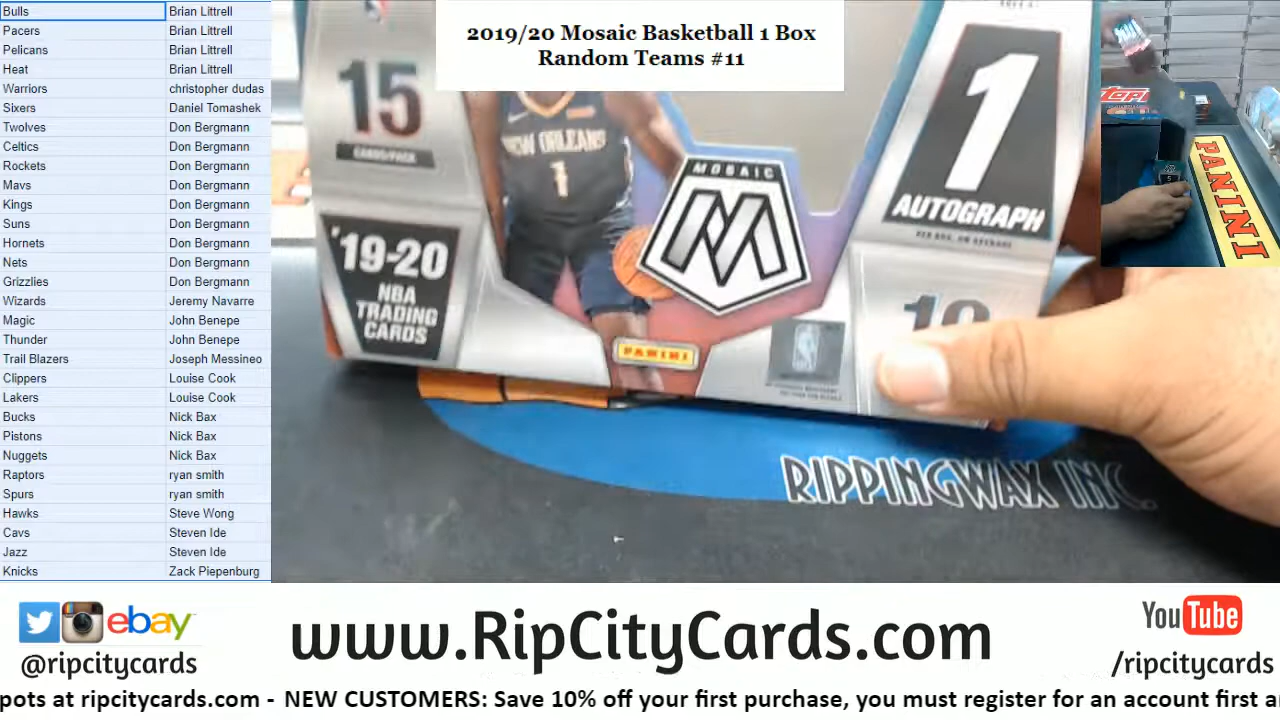 Bulls Brian Littrell
Pacers Brian Littrell
Pelicans Brian Littrell
Heat Brian Littrell
Warriors christopher dudas
Sixers Daniel Tomashek
Twolves Don Bergmann
Celtics Don Bergmann
Rockets Don Bergmann
Mavs Don Bergmann
Kings Don Bergmann
Suns Don Bergmann
Hornets Don Bergmann
Nets Don Bergmann
Grizzlies Don Bergmann
Wizards Jeremy Navarre
Magic John Benepe
Thunder John Benepe
Trail Blazers Joseph Messineo
Clippers Louise Cook
Lakers Louise Cook
Bucks Nick Bax
Pistons Nick Bax
Nuggets Nick Bax
Raptors ryan smith
Spurs ryan smith
Hawks Steve Wong
Cavs Steven Ide
Jazz Steven Ide
Knicks Zack Piepenburg
2019/20 Mosaic Basketball 1 Box
Random Teams #11
15
CARDS/PACK
'19-20
NBA
TRADING
CARDS
NEW ORLEANS
1
MOSAIC
M
PANINI
1
AUTOGRAPH
PER BOX, ON AVERAGE
10
TOPP
PANINI
RIPPINGWAX INC.
ebay
@ripcitycards
www.RipCityCards.com
YouTube
/ripcitycards
pots at ripcitycards.com - NEW CUSTOMERS: Save 10% off your first purchase, you must register for an account first a